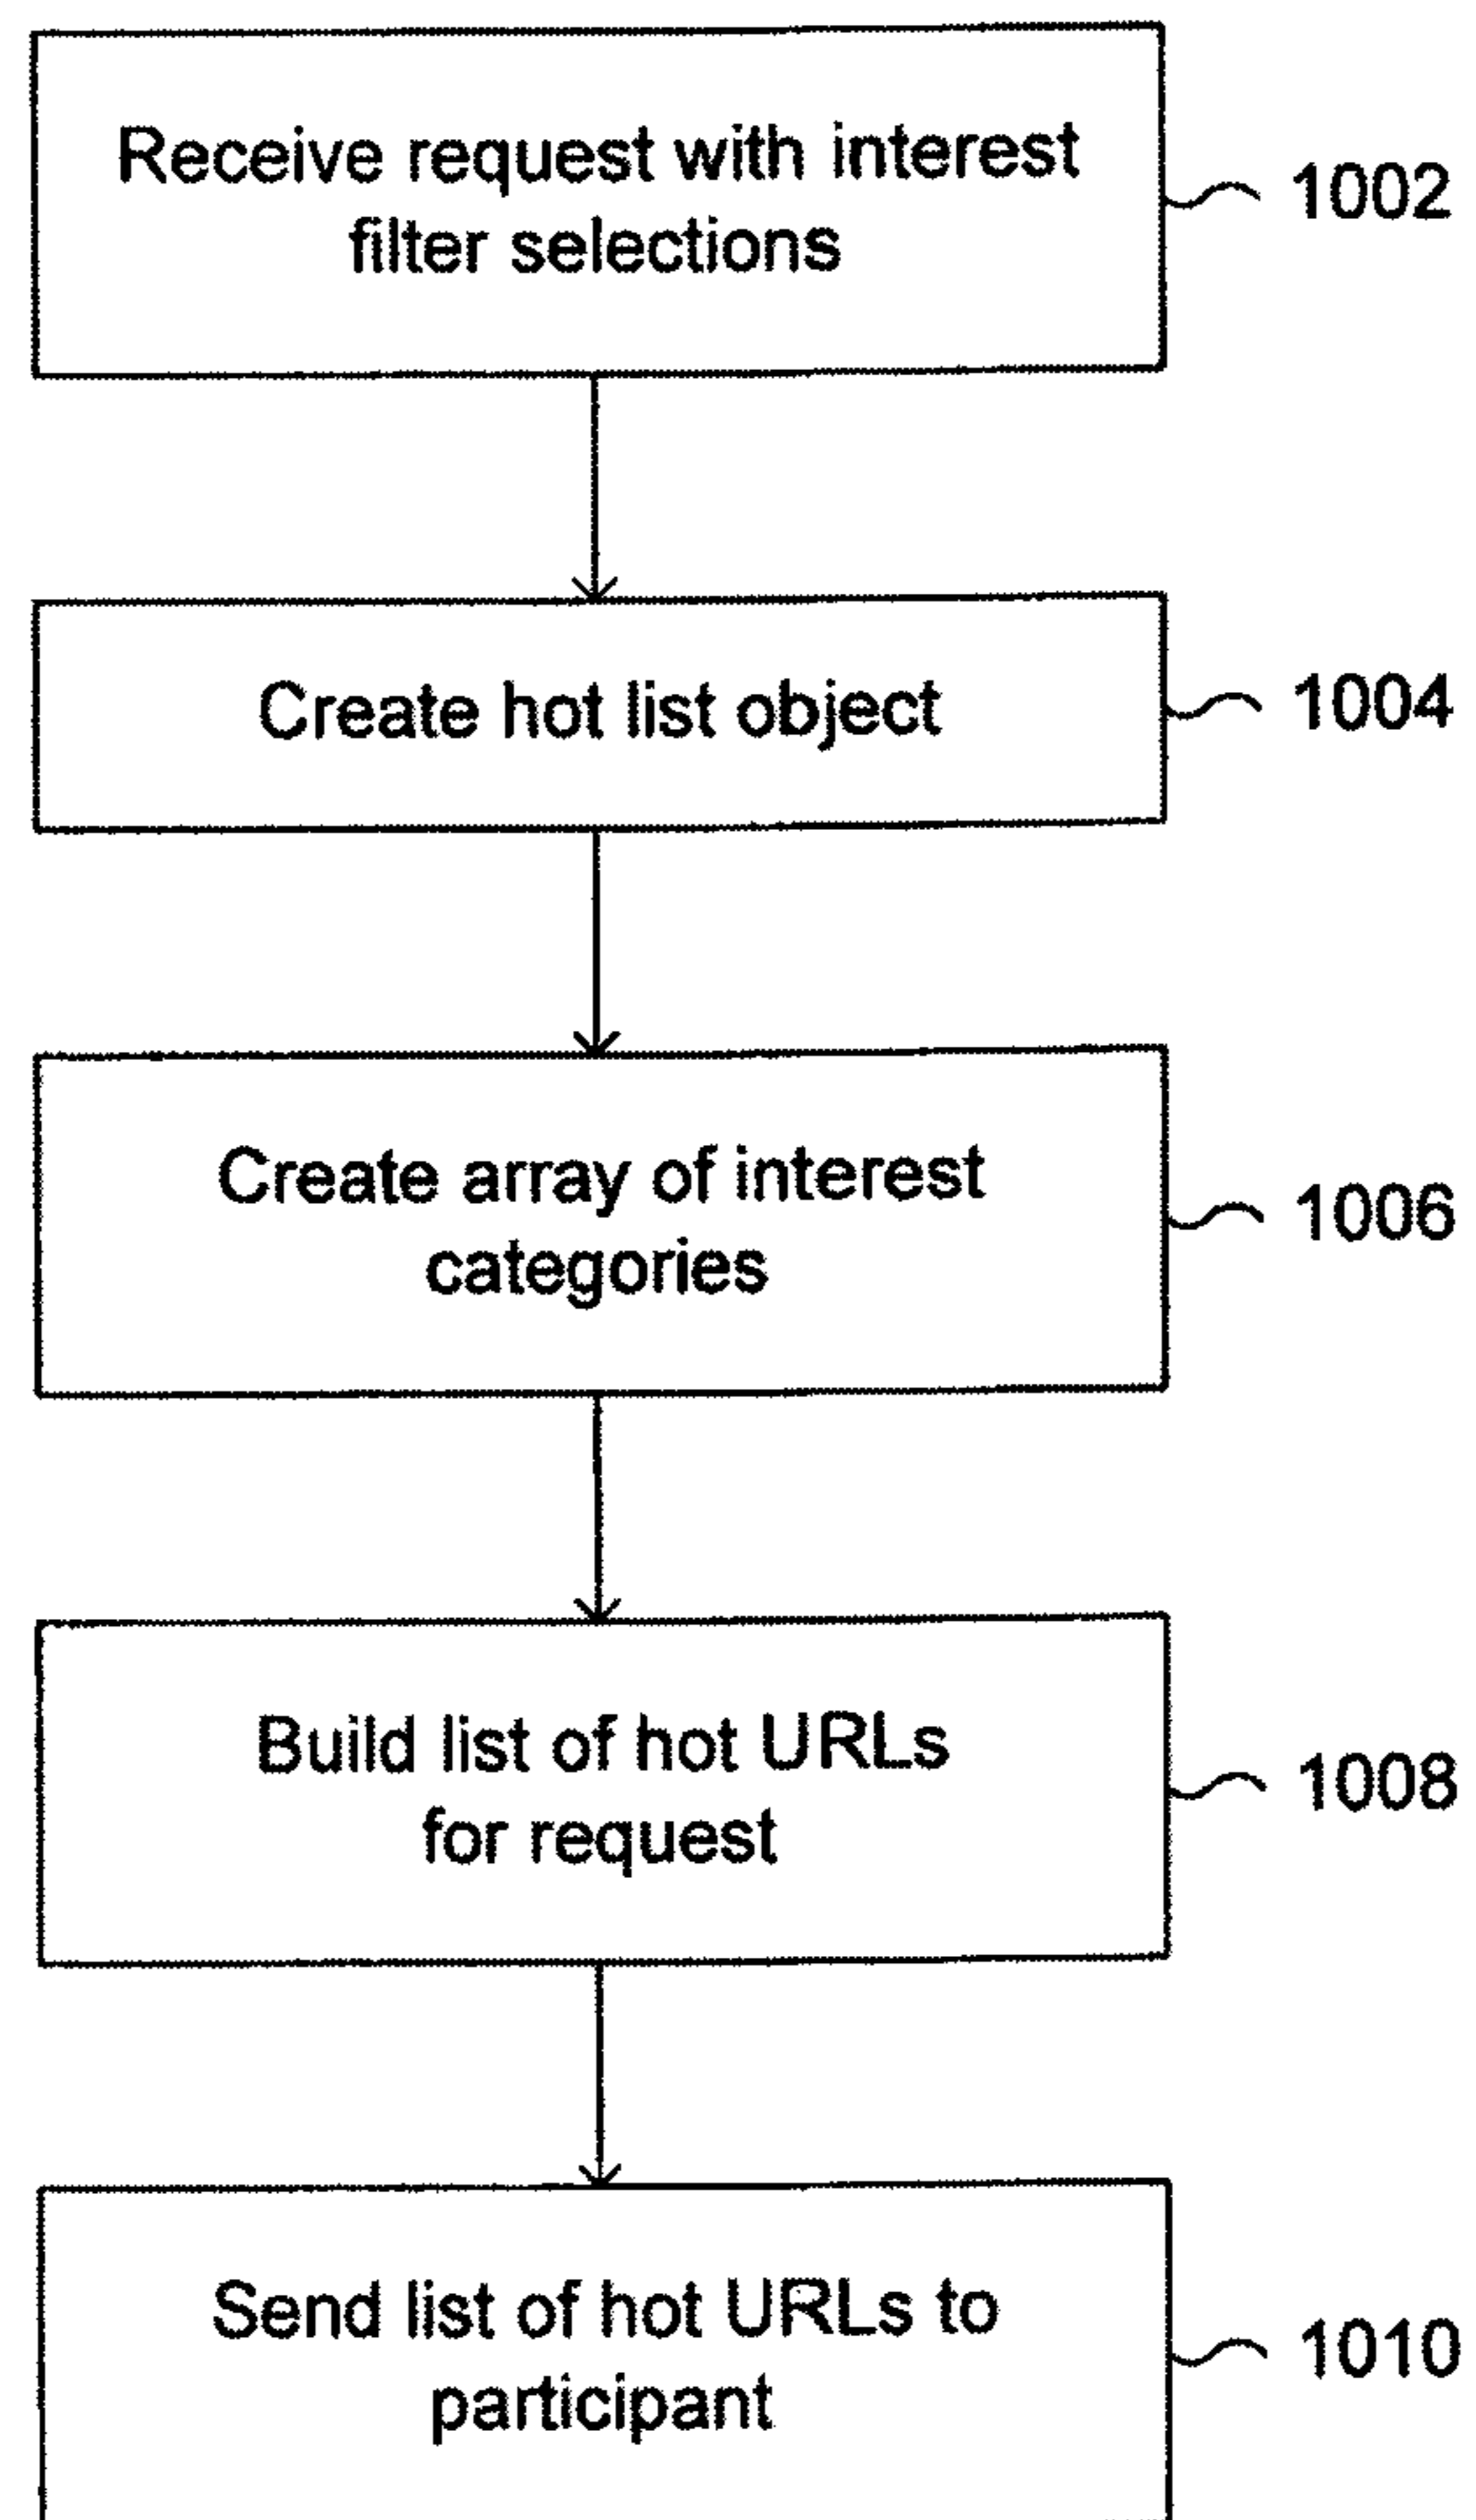 Receive request with interest
filter selections
1002
Create hot list object
1004
Create array of interest
categories
1006
Build list of hot URLs
for request
1008
Send list of hot URLs to
participant
1010